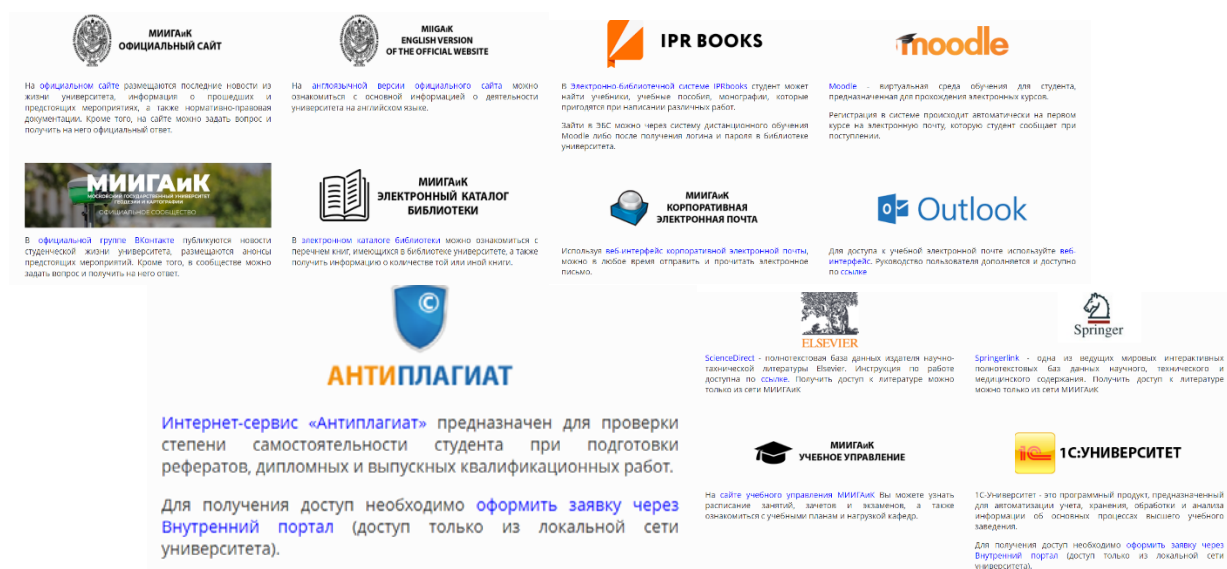 МИИГАиК
ОФИЦИАЛЬНЫЙ САЙТ
На официальном сайте размещаются последние новости из
жизни университета, информация о прошедших и
предстоящих мероприятиях, а также нормативно-правовая
документации. Кроме того, на сайте можно задать вопрос и
получить на него официальный ответ.
MIIGAiK
ENGLISH VERSION
OF THE OFFICIAL WEBSITE
На англоязычной версии официального сайта можно
ознакомиться с основной информацией о деятельности
университета на английском языке.
IPR BOOKS
В Электронно-библиотечной системе IPRbooks студент может
найти учебники, учебные пособия, монографии, которые
пригодятся при написании различных работ.
Зайти в ЭБС можно через систему дистанционного обучения
Moodle либо после получения логина и пароля в библиотеке
университета.
moodle
Moodle - виртуальная среда обучения для студента,
предназначенная для прохождения электронных курсов.
Регистрация в системе происходит автоматически на первом
курсе на электронную почту, которую студент сообщает при
поступлении.
МИИГАиК
МОСКОВСКИЙ ГОСУДАРСТВЕННЫЙ УНИВЕРСИТЕТ
ГЕОДЕЗИИ И КАРТОГРАФИИ
ОФИЦИАЛЬНОЕ СООБЩЕСТВО
В официальной группе ВКонтакте публикуются новости
студенческой жизни университета, размещаются анонсы
предстоящих мероприятий. Кроме того, в сообществе можно
задать вопрос и получить на него ответ.
МИИГАиК
ЭЛЕКТРОННЫЙ КАТАЛОГ
БИБЛИОТЕКИ
В электронном каталоге библиотеки можно ознакомиться с
перечнем книг, имеющихся в библиотеке университете, а также
получить информацию о количестве той или иной книги.
МИИГАиК
КОРПОРАТИВНАЯ
ЭЛЕКТРОННАЯ ПОЧТА
Используя веб-интерфейс корпоративной электронной почты,
можно в любое время отправить и прочитать электронное
письмо.
Outlook
Для доступа к учебной электронной почте используйте веб-
интерфейс. Руководство пользователя дополняется и доступно
по ссылке
©
АНТИПЛАГИАТ
Интернет-сервис «Антиплагиат» предназначен для проверки
степени самостоятельности студента при подготовки
рефератов, дипломных и выпускных квалификационных работ.
Для получения доступ необходимо оформить заявку через
Внутренний портал (доступ только из локальной сети
университета).
ELSEVIER
ScienceDirect - полнотекстовая база данных издателя научно-
технической литературы Elsevier. Инструкция по работе
доступна по ссылке. Получить доступ к литературе можно
только из сети МИИГАиК
Springer
Springerlink - одна из ведущих мировых интерактивных
полнотекстовых баз данных научного, технического и
медицинского содержания. Получить доступ к литературе
можно только из сети МИИГАиК
МИИГАиК
УЧЕБНОЕ УПРАВЛЕНИЕ
На сайте учебного управления МИИГАиК Вы можете узнать
расписание занятий, зачетов и экзаменов, а также
ознакомиться с учебными планам и нагрузкой кафедр.
1С:УНИВЕРСИТЕТ
1С-Университет - это программный продукт, предназначенный
для автоматизации учета, хранения, обработки и анализа
информации об основных процессах высшего учебного
заведения.
Для получения доступ необходимо оформить заявку через
Внутренний портал (доступ только из локальной сети
университета).